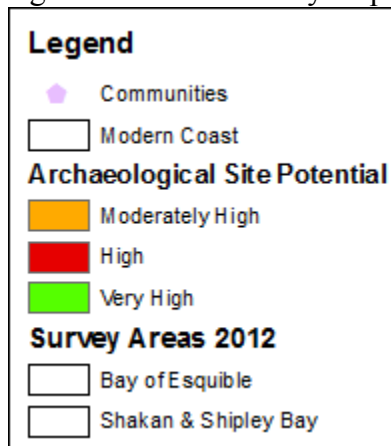 Legend
Communities
Modern Coast
Archaeological Site Potential
Moderately High
High
Very High
Survey Areas 2012
Bay of Esquible
Shakan & Shipley Bay